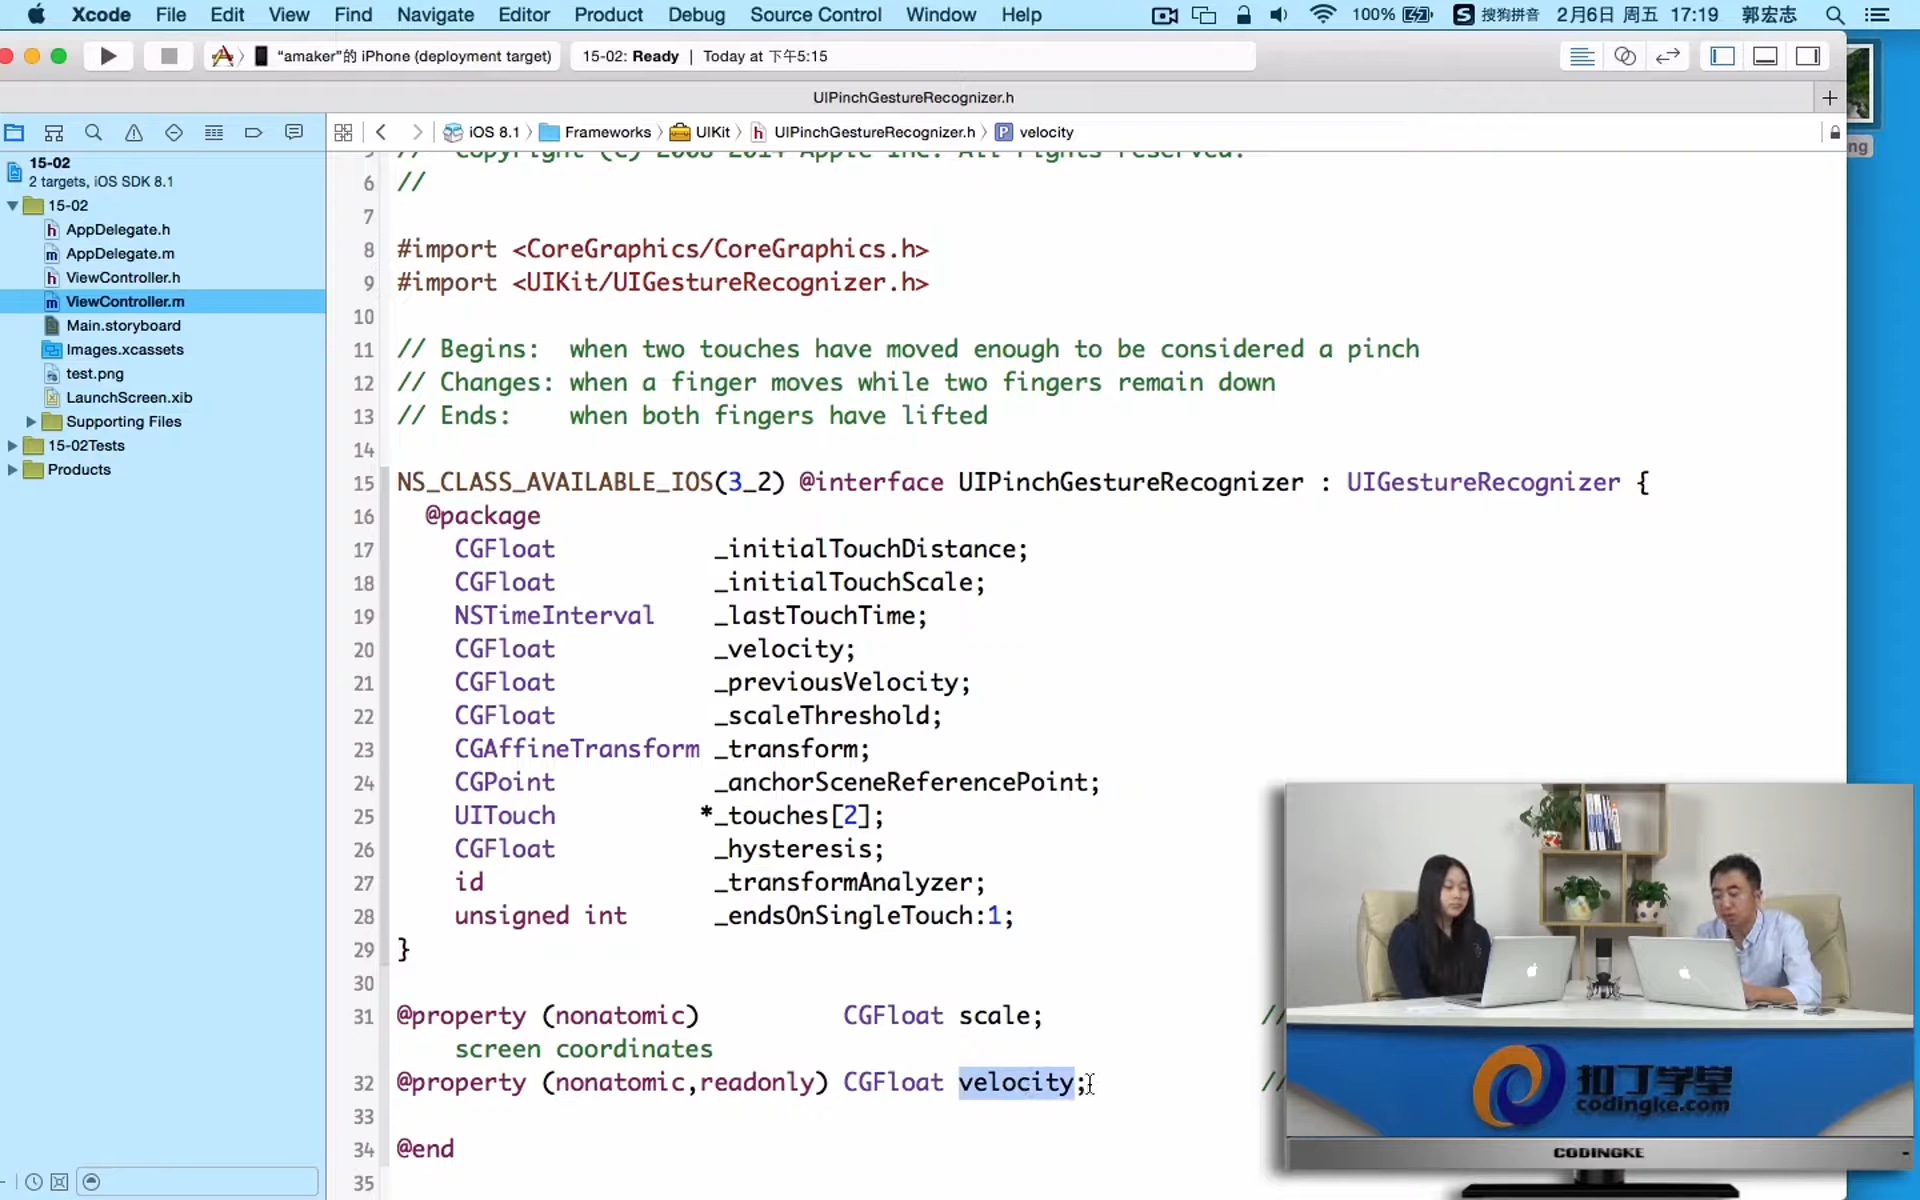 Xcode File Edit View Find Navigate Editor Product Debug Source Control Window Help 100% S 搜狗拼音 2月6日 周五 17:19 郭宏志
"amaker"的 iPhone (deployment target) 15-02: Ready | Today at 下午5:15
UIPinchGestureRecognizer.h
iOS 8.1 Frameworks UIKit h UIPinchGestureRecognizer.h P velocity
ng
15-02
2 targets, iOS SDK 8.1
15-02
h AppDelegate.h
m AppDelegate.m
h ViewController.h
m ViewController.m
Main.storyboard
Images.xcassets
test.png
LaunchScreen.xib
Supporting Files
15-02Tests
Products
// Copyright (c) 2008-2014 Apple Inc. All rights reserved.
6 //
7
8 #import <CoreGraphics/CoreGraphics.h>
9 #import <UIKit/UIGestureRecognizer.h>
10
11 // Begins: when two touches have moved enough to be considered a pinch
12 // Changes: when a finger moves while two fingers remain down
13 // Ends: when both fingers have lifted
14
15 NS_CLASS_AVAILABLE_IOS(3_2) @interface UIPinchGestureRecognizer : UIGestureRecognizer {
16 @package
17 CGFloat _initialTouchDistance;
18 CGFloat _initialTouchScale;
19 NSTimeInterval _lastTouchTime;
20 CGFloat _velocity;
21 CGFloat _previousVelocity;
22 CGFloat _scaleThreshold;
23 CGAffineTransform _transform;
24 CGPoint _anchorSceneReferencePoint;
25 UITouch *_touches[2];
26 CGFloat _hysteresis;
27 id _transformAnalyzer;
28 unsigned int _endsOnSingleTouch:1;
29 }
30
31 @property (nonatomic) CGFloat scale; //
screen coordinates
32 @property (nonatomic,readonly) CGFloat velocity; //
33
34 @end
35
扣丁学堂
codingke.com
CODINGKE